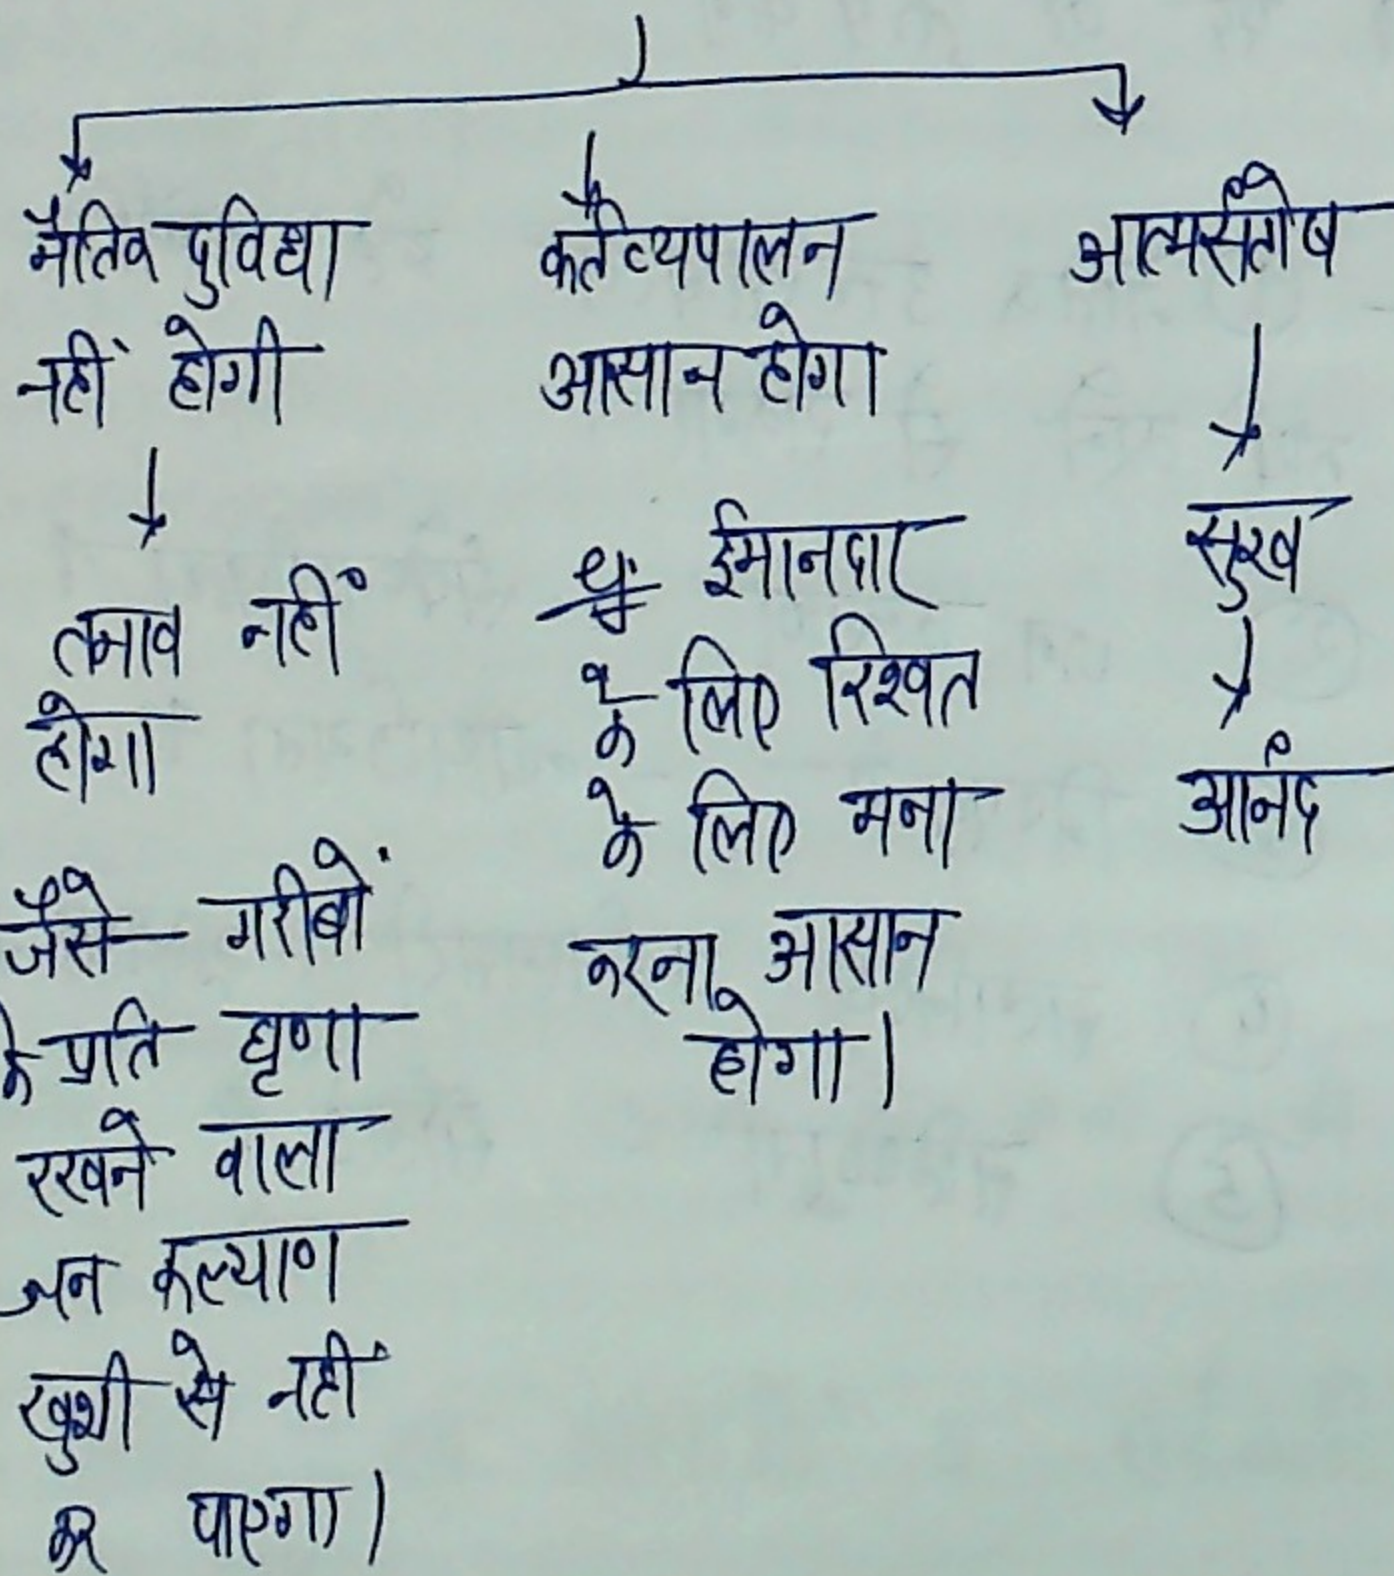 नैतिक दुविधा
नहीं होगी
तनाव नहीं
होगा
जैसे- गरीबों
के प्रति घृणा
रखने वाला
जन कल्याण
खुशी से नहीं
कर पाएगा।
कर्तव्यपालन
आसान होगा
ईमानदार
के लिए रिश्वत
के लिए मना
करना आसान
होगा।
आत्मसंतोष
सुख
आनंद